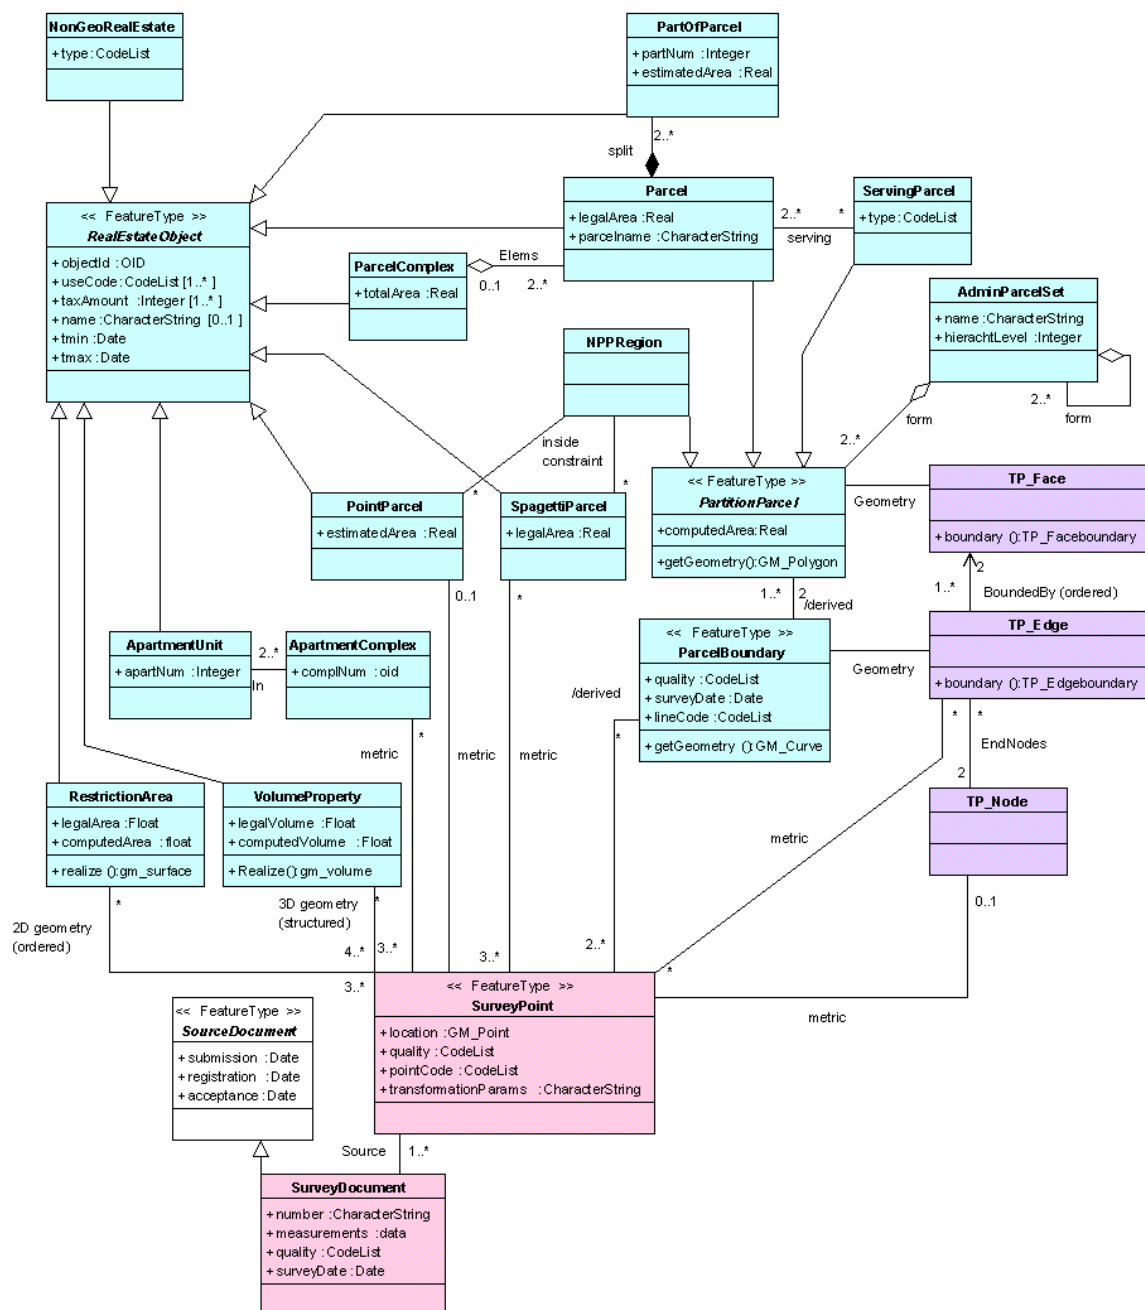 NonGeoRealEstate
+ type : CodeList
PartOfParcel
+ partNum : Integer
+ estimatedArea : Real
2..*
split
<< FeatureType >>
RealEstateObject
+ objectId : OID
+ useCode : CodeList [1..* ]
+ taxAmount : Integer [1..* ]
+ name : CharacterString [0..1 ]
+ tmin : Date
+ tmax : Date
Parcel
+ legalArea : Real
+ parcelname : CharacterString
2..*
*
serving
ServingParcel
+ type : CodeList
ParcelComplex
+ totalArea : Real
Elems
0..1
2..*
AdminParcelSet
+ name : CharacterString
+ hierachtLevel : Integer
2..*
form
form
2..*
NPPRegion
inside
constraint
*
*
PointParcel
+ estimatedArea : Real
0..1
SpagettiParcel
+ legalArea : Real
*
<< FeatureType >>
PartitionParcel
+ computedArea: Real
+ getGeometry():GM_Polygon
1..*
2
/derived
Geometry
TP_Face
+ boundary ():TP_Faceboundary
2
1..*
BoundedBy (ordered)
ApartmentUnit
+ apartNum : Integer
2..*
In
ApartmentComplex
+ complNum : oid
*
<< FeatureType >>
ParcelBoundary
+ quality : CodeList
+ surveyDate : Date
+ lineCode : CodeList
+ getGeometry ():GM_Curve
/derived
*
Geometry
TP_Edge
+ boundary ():TP_Edgeboundary
*
*
EndNodes
2
metric
metric
metric
metric
RestrictionArea
+ legalArea : Float
+ computedArea : float
+ realize ():gm_surface
*
VolumeProperty
+ legalVolume : Float
+ computedVolume : Float
+ Realize():gm_volume
*
TP_Node
0..1
2D geometry
(ordered)
3D geometry
(structured)
4..*
3..*
3..*
2..*
*
3..*
metric
<< FeatureType >>
SurveyPoint
+ location : GM_Point
+ quality : CodeList
+ pointCode : CodeList
+ transformationParams : CharacterString
<< FeatureType >>
SourceDocument
+ submission : Date
+ registration : Date
+ acceptance : Date
Source
1..*
SurveyDocument
+ number : CharacterString
+ measurements : data
+ quality : CodeList
+ surveyDate : Date